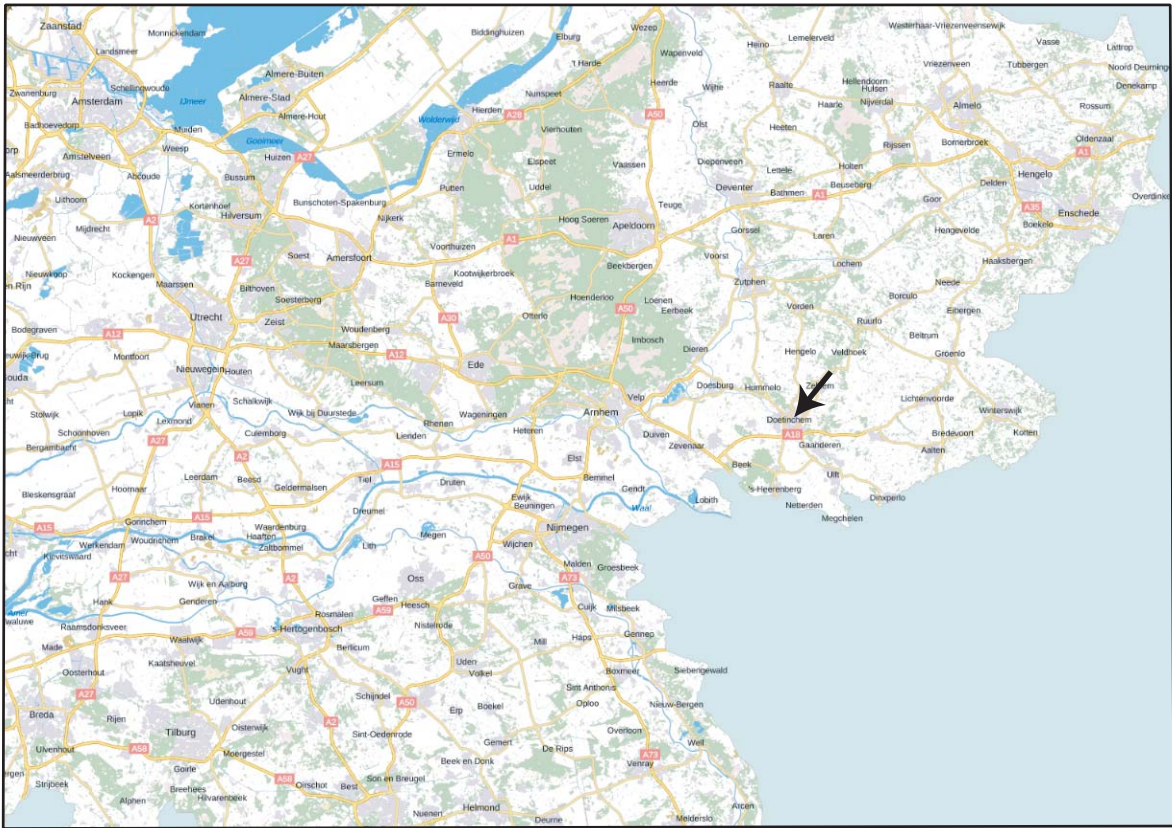 Zaanstad
Monnickendam
Biddinghuizen
Elburg
Wezep
Heino
Lemelerveld
Westerhaar-Vriezenveensewijk
Vasse
Lattrop
Landsmeer
't Harde
Wapenveld
Vriezenveen
Tubbergen
Noord Deurningen
Almere-Buiten
Hellendoorn
Hulsen
Denekamp
Zwanenburg
Schellingwoude
Nunspeet
Heerde
Wijhe
Raalte
Amsterdam
IJmeer
Almere-Stad
Hierden
Haarle
Nijverdal
Almelo
Rossum
Almere-Hout
Wolderwijd
A28
A50
Badhoevedorp
Muiden
Vierhouten
Olst
Heeten
Oldenzaal
Gooimeer
Weesp
Rijssen
Bornerbroek
A1
Amstelveen
Huizen
A27
Ermelo
Elspeet
Vaassen
Diepenveen
Lettele
Holten
Hengelo
Aalsmeerderbrug
Abcoude
Bussum
Putten
Uddel
Deventer
Bathmen
A1
Beuseberg
Delden
Uithoorn
Kortenhoef
Bunschoten-Spakenburg
Teuge
Goor
A35
Enschede
A2
Hilversum
Nijkerk
Hoog Soeren
Apeldoorn
Gorssel
Laren
Hengevelde
Boekelo
Mijdrecht
Nieuwveen
Voorthuizen
A1
Soest
Amersfoort
Voorst
Lochem
Haaksbergen
A27
Nieuwkoop
Kockengen
Kootwijkerbroek
Beekbergen
Barneveld
Zutphen
Neede
Maarssen
Bilthoven
Soesterberg
Hoenderloo
Loenen
Eerbeek
Vorden
Borculo
Eibergen
Utrecht
Zeist
A30
Otterlo
A50
Ruurlo
Bodegraven
A12
Woudenberg
Imbosch
Beltrum
Maarsbergen
A12
Dieren
Hengelo
Veldhoek
Groenlo
Montfoort
Nieuwegein
Houten
Ede
Leersum
Velp
Doesburg
Hummelo
Lichtenvoorde
Stolwijk
Lopik
Vianen
Schalkwijk
Wijk bij Duurstede
Wageningen
Arnhem
Doetinchem
Winterswijk
Lexmond
Rhenen
Schoonhoven
Culemborg
Lienden
Heteren
Duiven
A18
Bredevoort
Kotten
Bergambacht
A27
Zevenaar
Gaanderen
Aalten
A2
A15
Elst
Beek
Ulft
Leerdam
Beesd
Tiel
Druten
Bemmel
Gendt
's-Heerenberg
Bleskensgraaf
Hoornaar
Geldermalsen
Lobith
Netterden
Dinxperlo
Ewijk
Beuningen
Waal
Megchelen
A15
Gorinchem
A15
Waardenburg
Dreumel
Nijmegen
Werkendam
Woudrichem
Brakel
Haaften
Zaltbommel
Lith
Megen
Wijchen
Kievitswaard
A50
Malden
Groesbeek
A27
Wijk en Aalburg
A2
Oss
Grave
A73
Hank
Genderen
Geffen
Heesch
Cuijk
Milsbeek
Amer
Raamsdonksveer
Rosmalen
A59
Nistelrode
Waalwijk
A59
's-Hertogenbosch
Mill
Haps
Gennep
Made
Berlicum
Kaatsheuvel
Vught
Uden
Volkel
Boxmeer
Siebengewald
Oosterhout
A27
Udenhout
Schijndel
A50
Sint Anthonis
Oploo
Nieuw-Bergen
Breda
Rijen
Tilburg
Oisterwijk
A2
Erp
Boekel
Overloon
Sint-Oedenrode
Gemert
De Rips
Well
Ulvenhout
A58
Moergestel
Beek en Donk
A73
Goirle
Venray
Strijbeek
Breehees
A58
Oirschot
Best
Son en Breugel
Alphen
Hilvarenbeek
Helmond
Arcen
Nuenen
Deurne
Melderslo